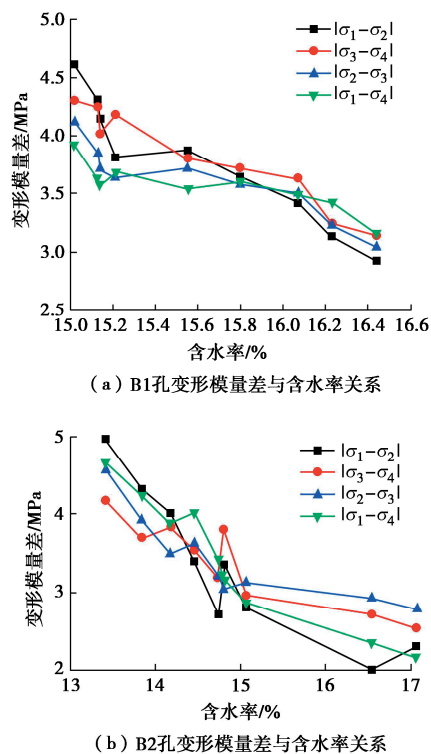 5.0
4.5
4.0
3.5
3.0
2.5
变形模量差/MPa
|σ₁−σ₂|
|σ₃−σ₄|
|σ₂−σ₃|
|σ₁−σ₄|
15.0 15.2 15.4 15.6 15.8 16.0 16.2 16.4 16.6
含水率/%
（a）B1孔变形模量差与含水率关系
5
4
3
2
变形模量差/MPa
|σ₁−σ₂|
|σ₃−σ₄|
|σ₂−σ₃|
|σ₁−σ₄|
13 14 15 16 17
含水率/%
（b）B2孔变形模量差与含水率关系